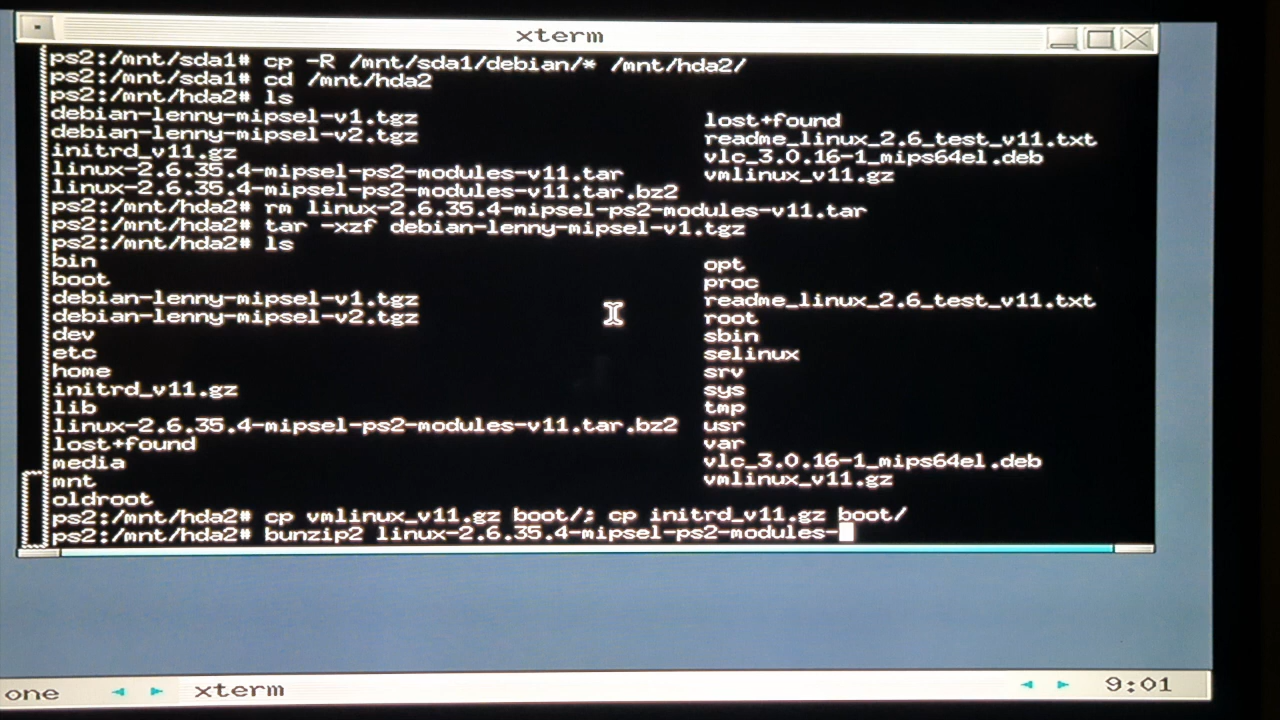 xterm
ps2:/mnt/sda1# cp -R /mnt/sda1/debian/* /mnt/hda2/
ps2:/mnt/sda1# cd /mnt/hda2
ps2:/mnt/hda2# ls
debian-lenny-mipsel-v1.tgz lost+found
debian-lenny-mipsel-v2.tgz readme_linux_2.6_test_v11.txt
initrd_v11.gz vlc_3.0.16-1_mips64el.deb
linux-2.6.35.4-mipsel-ps2-modules-v11.tar vmlinux_v11.gz
linux-2.6.35.4-mipsel-ps2-modules-v11.tar.bz2
ps2:/mnt/hda2# rm linux-2.6.35.4-mipsel-ps2-modules-v11.tar
ps2:/mnt/hda2# tar -xzf debian-lenny-mipsel-v1.tgz
ps2:/mnt/hda2# ls
bin opt
boot proc
debian-lenny-mipsel-v1.tgz readme_linux_2.6_test_v11.txt
debian-lenny-mipsel-v2.tgz root
dev sbin
etc selinux
home srv
initrd_v11.gz sys
lib tmp
linux-2.6.35.4-mipsel-ps2-modules-v11.tar.bz2 usr
lost+found var
media vlc_3.0.16-1_mips64el.deb
mnt vmlinux_v11.gz
oldroot
ps2:/mnt/hda2# cp vmlinux_v11.gz boot/; cp initrd_v11.gz boot/
ps2:/mnt/hda2# bunzip2 linux-2.6.35.4-mipsel-ps2-modules-
one xterm 9:01